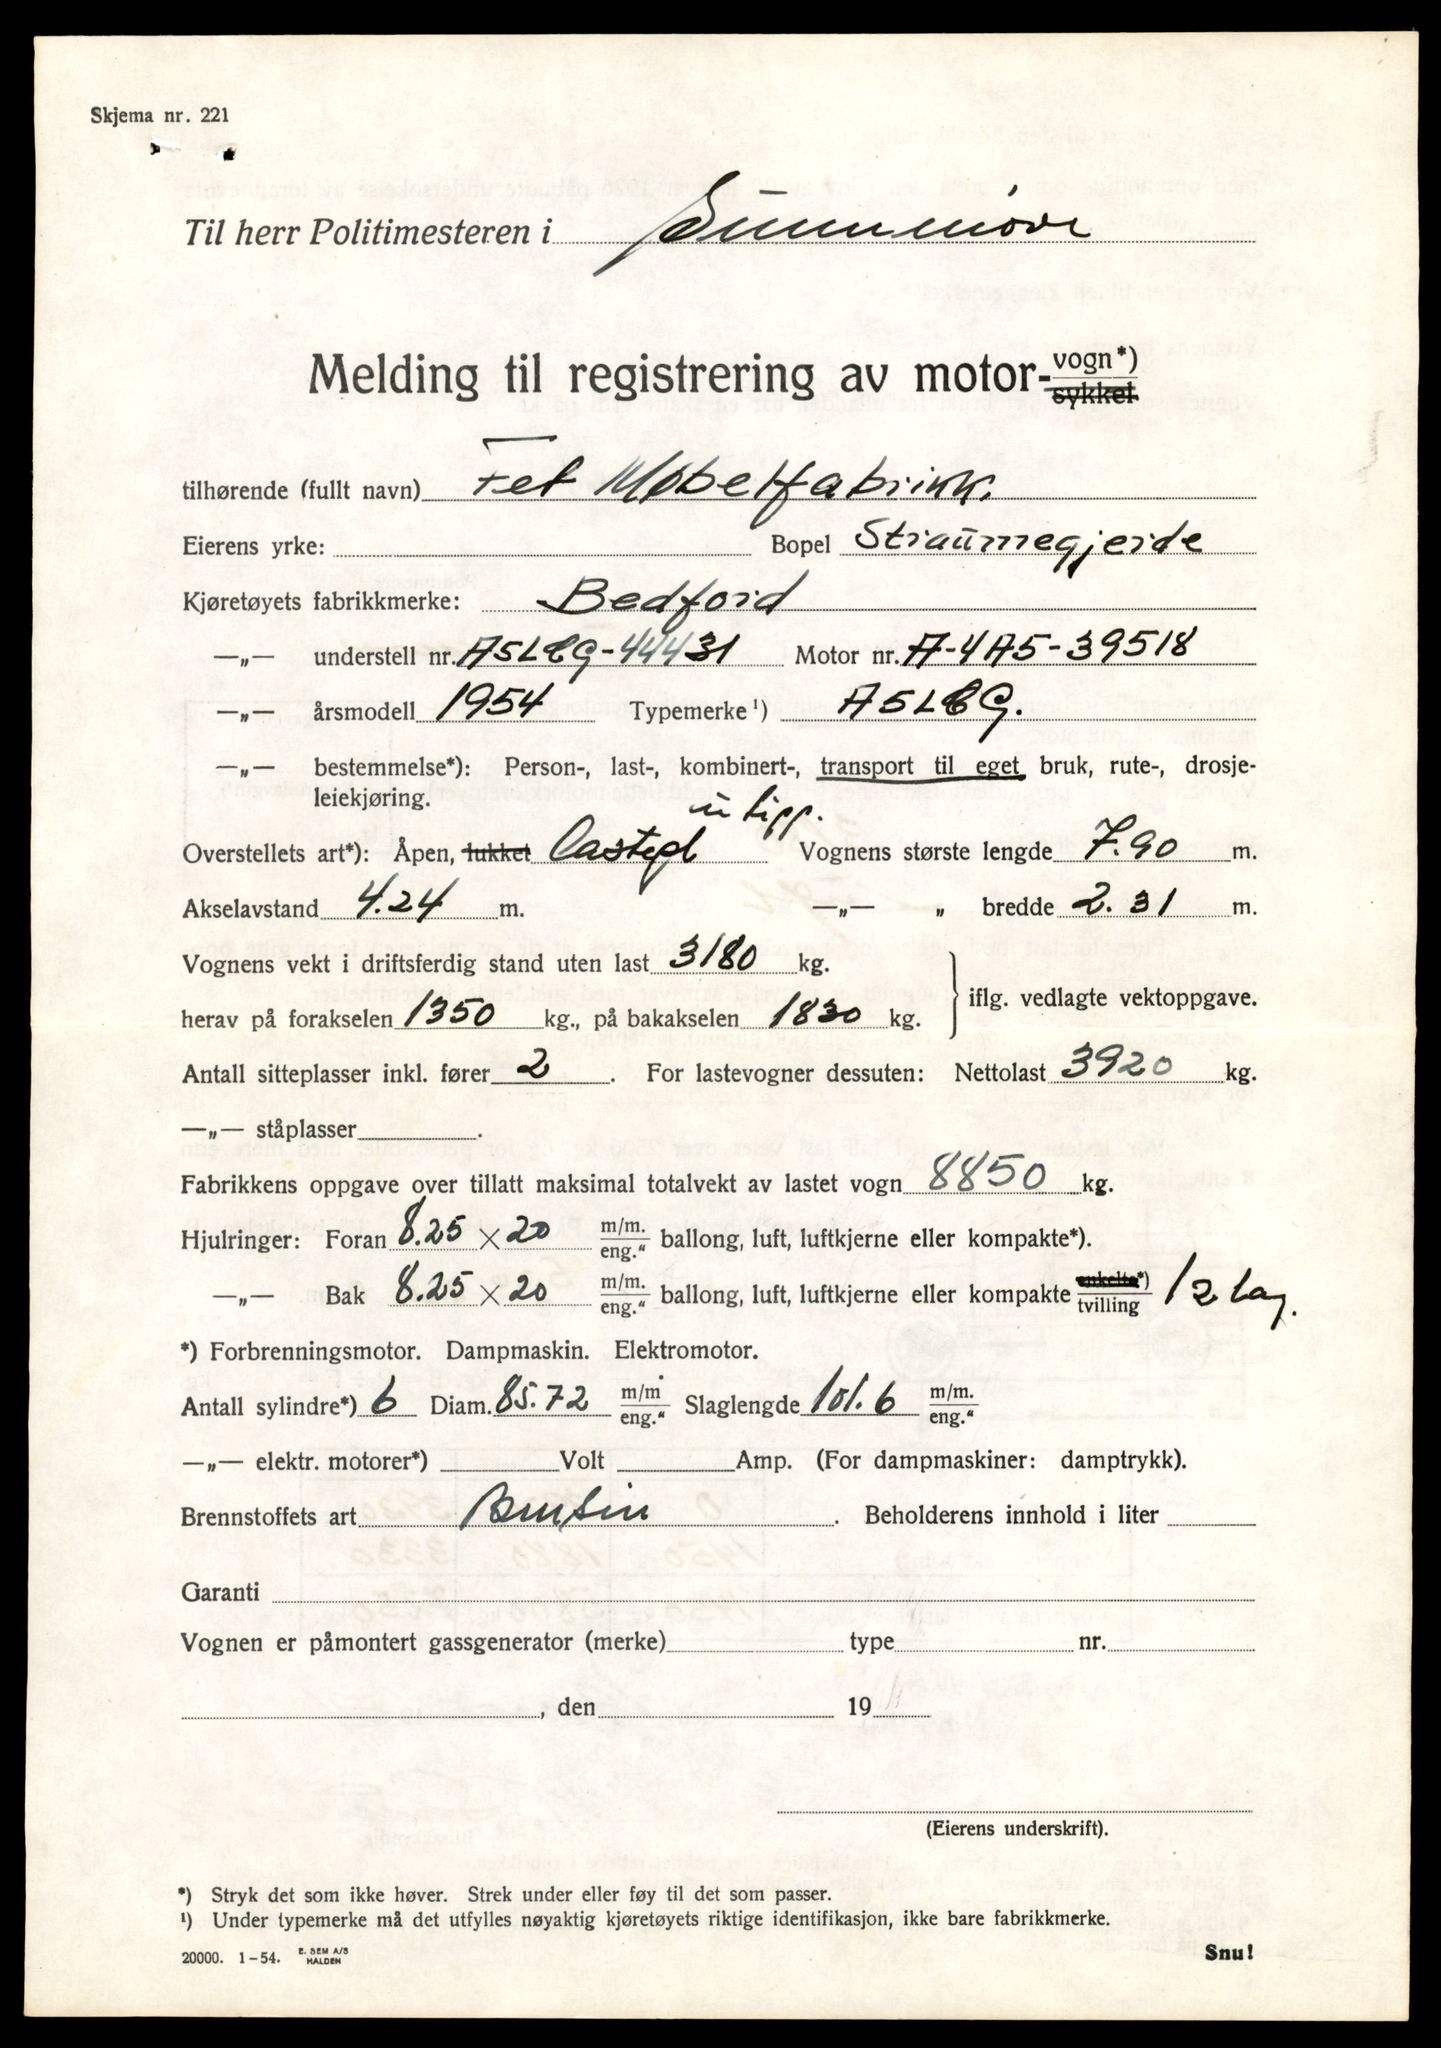 Skjema nr. 221
Til herr Politimesteren i Sunnmøre
Melding til registrering av motor-vogn*)
sykkel
tilhørende (fullt navn) Fet Møbelfabrikk.
Eierens yrke: Bopel Straumegjerde
Kjøretøyets fabrikkmerke: Bedford
—„— understell nr. A5LCG-44431 Motor nr. A-4A5-39518
—„— årsmodell 1954 Typemerke ¹) A5LCG.
—„— bestemmelse*): Person-, last-, kombinert-, transport til eget bruk, rute-, drosje-
leiekjøring.
m tipp.
Overstellets art*): Åpen, lukket Lastepl Vognens største lengde 7.90 m.
Akselavstand 4.24 m. —„— „ bredde 2.31 m.
Vognens vekt i driftsferdig stand uten last 3180 kg.
herav på forakselen 1350 kg., på bakakselen 1830 kg. } iflg. vedlagte vektoppgave.
Antall sitteplasser inkl. fører 2. For lastevogner dessuten: Nettolast 3920 kg.
—„— ståplasser.
Fabrikkens oppgave over tillatt maksimal totalvekt av lastet vogn 8850 kg.
Hjulringer: Foran 8.25 × 20 m/m. eng.“ ballong, luft, luftkjerne eller kompakte*).
—„— Bak 8.25 × 20 m/m. eng.“ ballong, luft, luftkjerne eller kompakte enkelte*) tvilling 12 lag.
*) Forbrenningsmotor. Dampmaskin. Elektromotor.
Antall sylindre*) 6 Diam. 85.72 m/m eng.“ Slaglengde 101.6 m/m. eng.“
—„— elektr. motorer*) Volt Amp. (For dampmaskiner: damptrykk).
Brennstoffets art Bensin. Beholderens innhold i liter
Garanti
Vognen er påmontert gassgenerator (merke) type nr.
, den 19
(Eierens underskrift).
*) Stryk det som ikke høver. Strek under eller føy til det som passer.
¹) Under typemerke må det utfylles nøyaktig kjøretøyets riktige identifikasjon, ikke bare fabrikkmerke.
20000. 1-54. E. SEM A/S HALDEN
Snu!